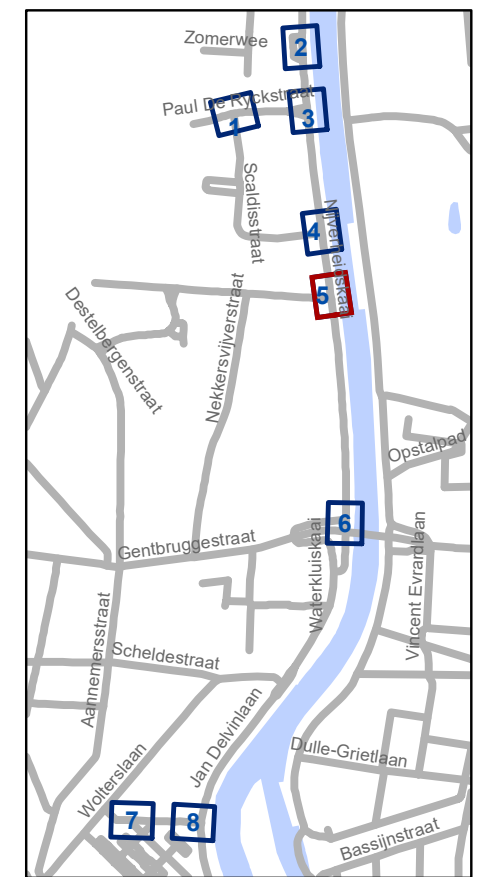 Zomerwee
2
Paul De Ryckstraat
1
3
Scaldisstraat
4
Nijverheidskaai
5
Destelbergenstraat
Nekkersvijverstraat
Opstalpad
6
Gentbruggestraat
Waterkluiskaai
Vincent Evrardlaan
Aannemersstraat
Scheldestraat
Jan Delvinlaan
Dulle-Grietlaan
Wolterslaan
7
8
Bassijnstraat